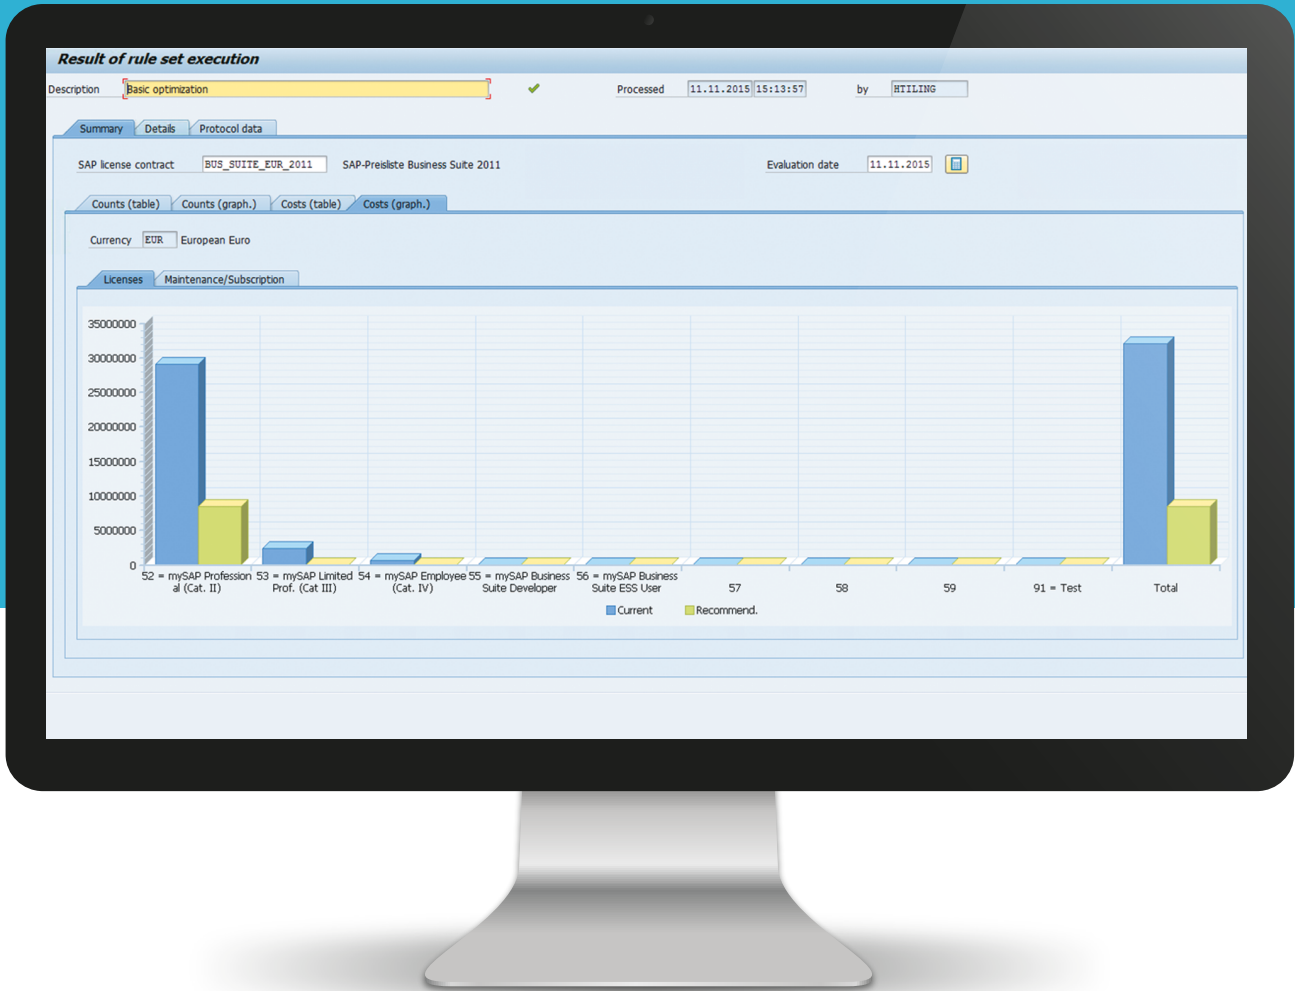 Result of rule set execution
Description Basic optimization Processed 11.11.2015 15:13:57 by HTILING
Summary Details Protocol data
SAP license contract BUS_SUITE_EUR_2011 SAP-Preisliste Business Suite 2011 Evaluation date 11.11.2015
Counts (table) Counts (graph.) Costs (table) Costs (graph.)
Currency EUR European Euro
Licenses Maintenance/Subscription
35000000
30000000
25000000
20000000
15000000
10000000
5000000
0
52 = mySAP Profession 53 = mySAP Limited 54 = mySAP Employee 55 = mySAP Business 56 = mySAP Business
al (Cat. II) Prof. (Cat III) (Cat. IV) Suite Developer Suite ESS User 57 58 59 91 = Test Total
Current Recommend.